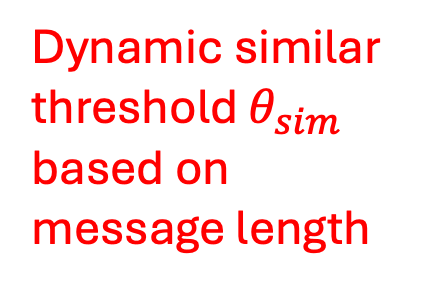 Dynamic similar
threshold θ_sim
based on
message length